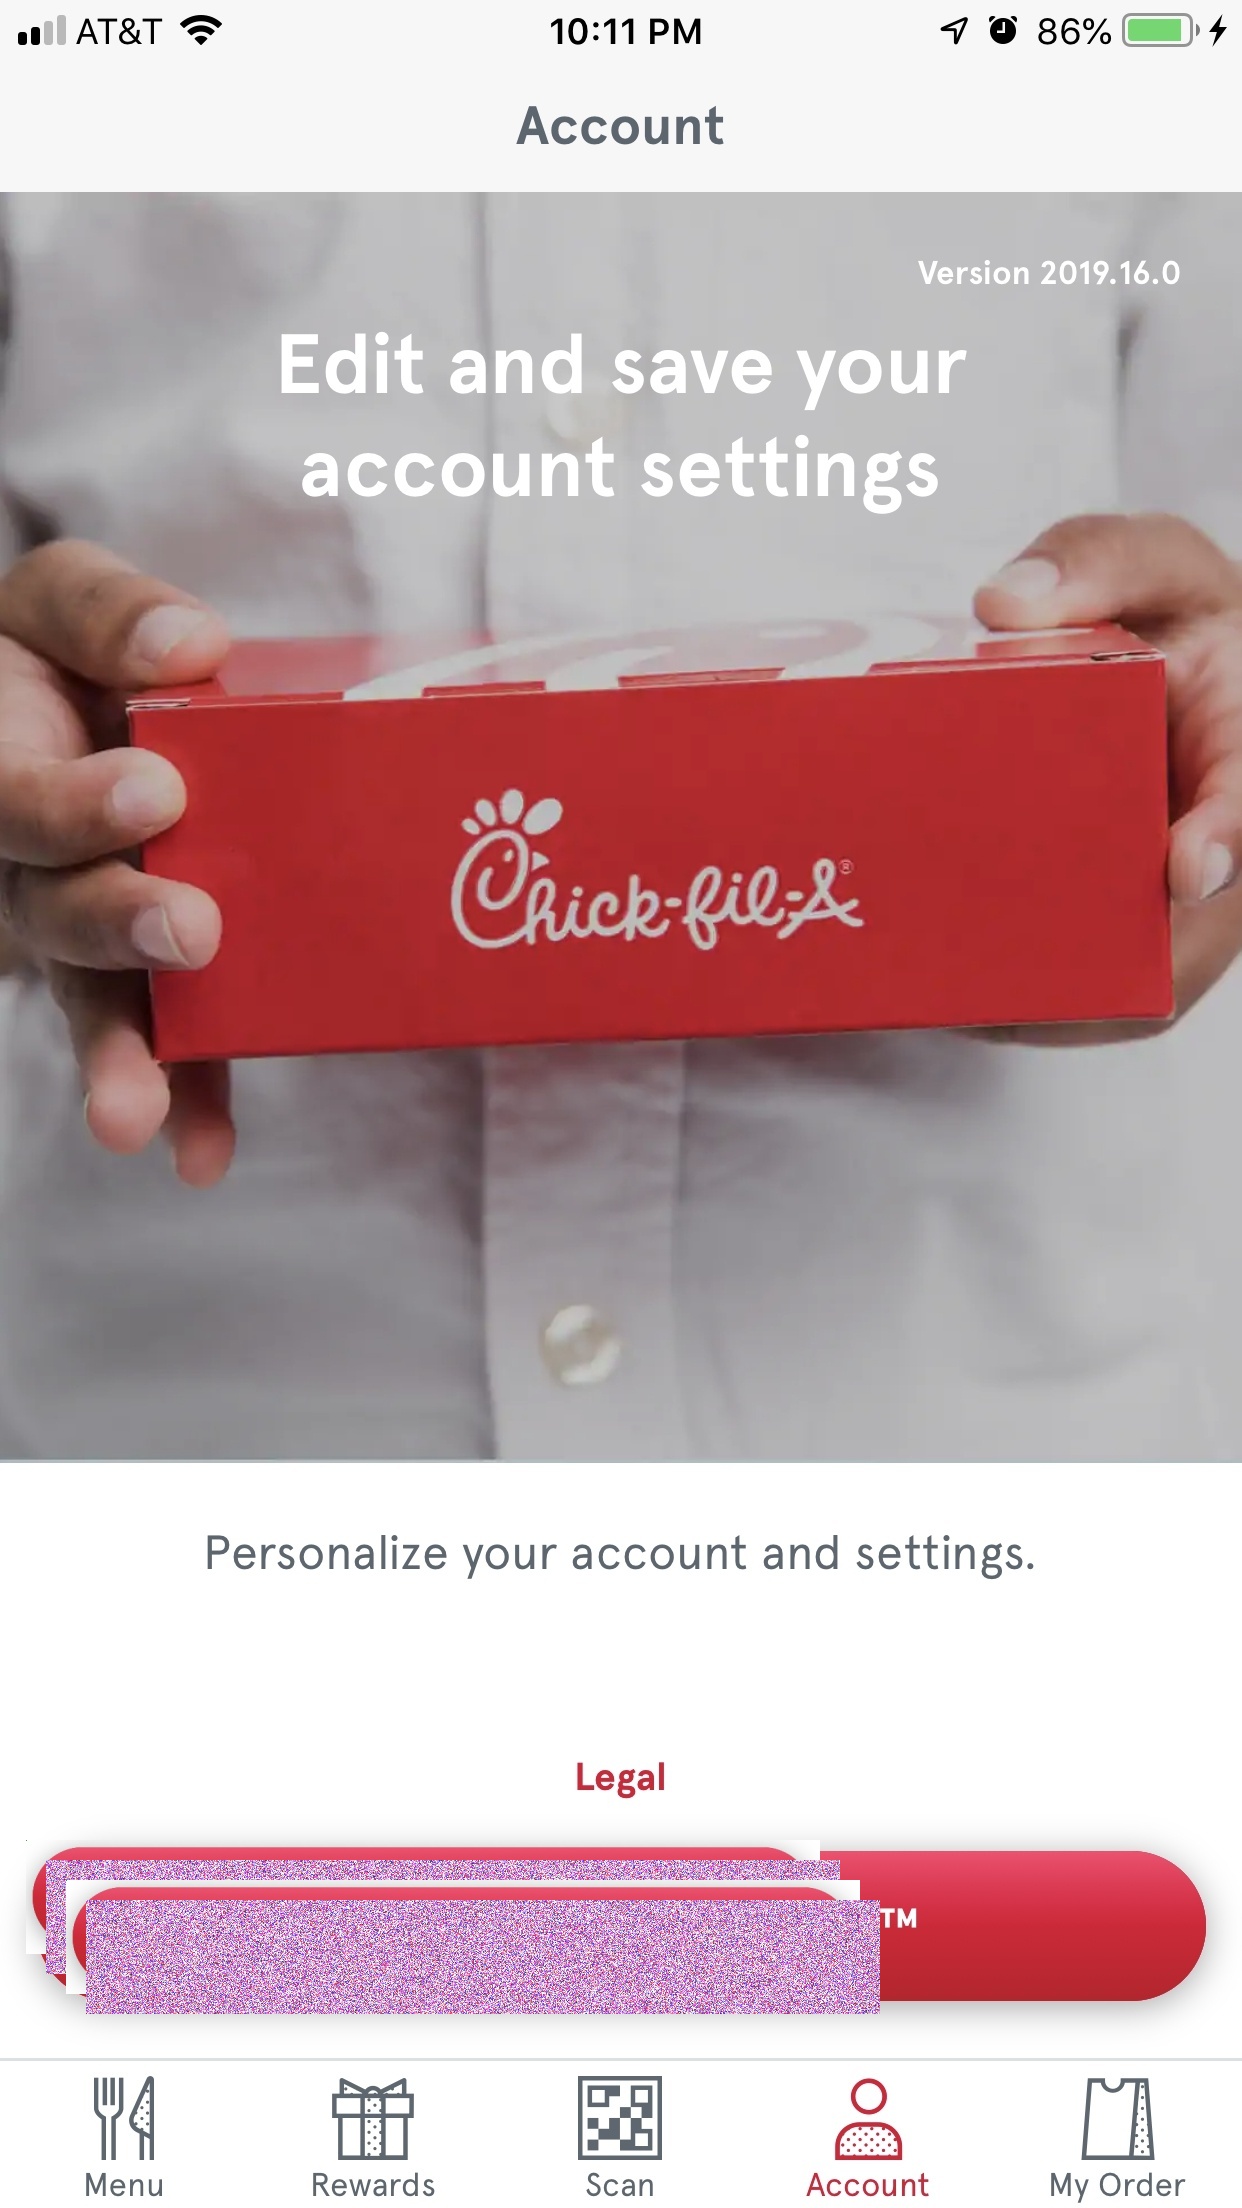 AT&T
10:11 PM
86%
Account
Version 2019.16.0
Edit and save your
account settings
Chick-fil-A®
Personalize your account and settings.
Legal
TM
Menu
Rewards
Scan
Account
My Order